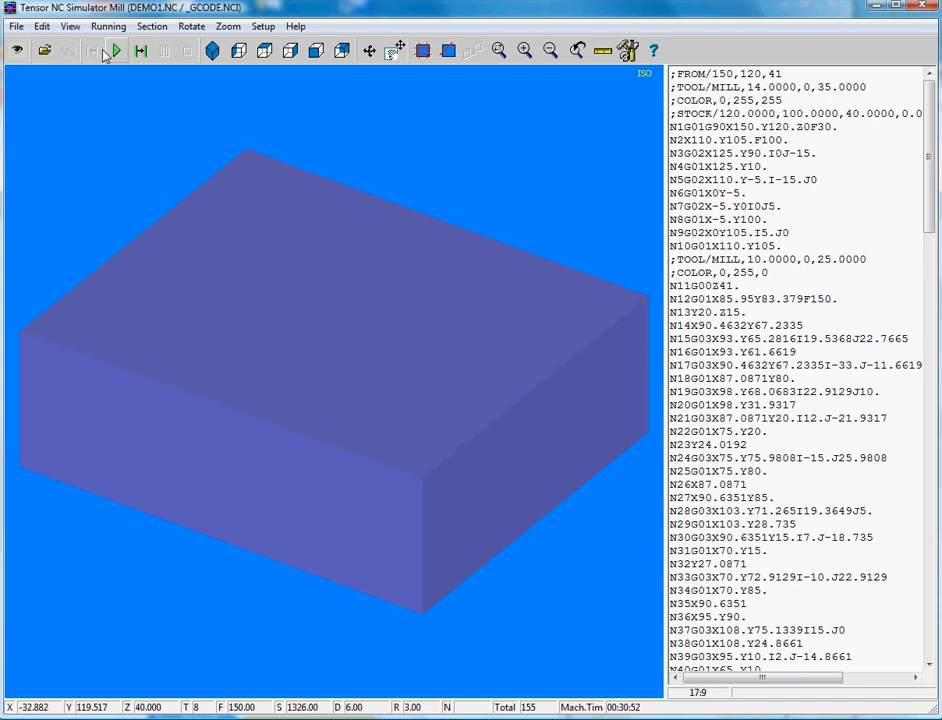 Tensor NC Simulator Mill (DEMO1.NC / _GCODE.NCI)
File Edit View Running Section Rotate Zoom Setup Help
ISO
;FROM/150,120,41
;TOOL/MILL,14.0000,0,35.0000
;COLOR,0,255,255
;STOCK/120.0000,100.0000,40.0000,0.0
N1G01G90X150.Y120.Z0F30.
N2X110.Y105.F100.
N3G02X125.Y90.I0J-15.
N4G01X125.Y10.
N5G02X110.Y-5.I-15.J0
N6G01X0Y-5.
N7G02X-5.Y0I0J5.
N8G01X-5.Y100.
N9G02X0Y105.I5.J0
N10G01X110.Y105.
;TOOL/MILL,10.0000,0,25.0000
;COLOR,0,255,0
N11G00Z41.
N12G01X85.95Y83.379F150.
N13Y20.Z15.
N14X90.4632Y67.2335
N15G03X93.Y65.2816I19.5368J22.7665
N16G01X93.Y61.6619
N17G03X90.4632Y67.2335I-33.J-11.6619
N18G01X87.0871Y80.
N19G03X98.Y68.0683I22.9129J10.
N20G01X98.Y31.9317
N21G03X87.0871Y20.I12.J-21.9317
N22G01X75.Y20.
N23Y24.0192
N24G03X75.Y75.9808I-15.J25.9808
N25G01X75.Y80.
N26X87.0871
N27X90.6351Y85.
N28G03X103.Y71.265I19.3649J5.
N29G01X103.Y28.735
N30G03X90.6351Y15.I7.J-18.735
N31G01X70.Y15.
N32Y27.0871
N33G03X70.Y72.9129I-10.J22.9129
N34G01X70.Y85.
N35X90.6351
N36X95.Y90.
N37G03X108.Y75.1339I15.J0
N38G01X108.Y24.8661
N39G03X95.Y10.I2.J-14.8661
N40G01X65.Y10.
17:9
X -32.882 Y 119.517 Z 40.000 T 8 F 150.00 S 1326.00 D 6.00 R 3.00 N Total 155 Mach.Tim 00:30:52